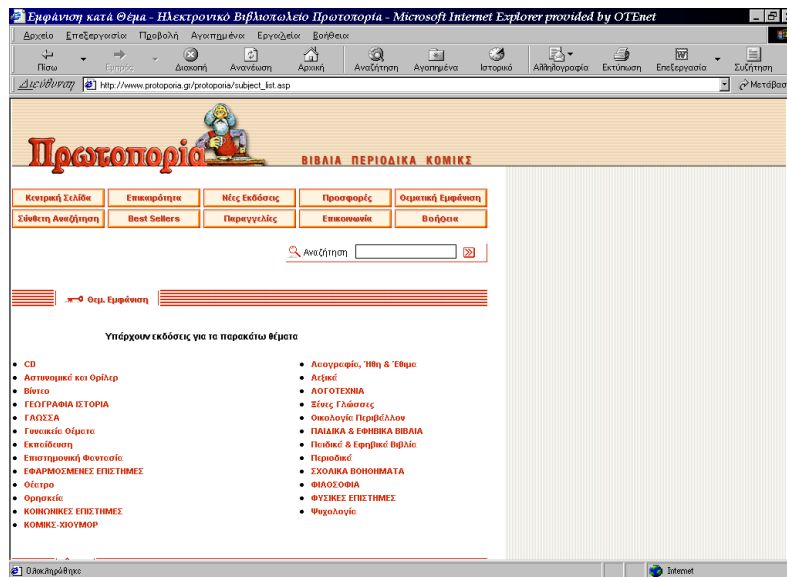 Εμφάνιση κατά Θέμα - Ηλεκτρονικό Βιβλιοπωλείο Πρωτοπορία - Microsoft Internet Explorer provided by OTEnet
Αρχείο Επεξεργασία Προβολή Αγαπημένα Εργαλεία Βοήθεια
Πίσω Εμπρός Διακοπή Ανανέωση Αρχική Αναζήτηση Αγαπημένα Ιστορικό Αλληλογραφία Εκτύπωση Επεξεργασία Συζήτηση
Διεύθυνση http://www.protoporia.gr/protoporia/subject_list.asp Μετάβασ
Πρωτοπορία
ΒΙΒΛΙΑ ΠΕΡΙΟΔΙΚΑ ΚΟΜΙΚΣ
Κεντρική Σελίδα Επικαιρότητα Νέες Εκδόσεις Προσφορές Θεματική Εμφάνιση
Σύνθετη Αναζήτηση Best Sellers Παραγγελίες Επικοινωνία Βοήθεια
Αναζήτηση
Θεμ. Εμφάνιση
Υπάρχουν εκδόσεις για τα παρακάτω θέματα
CD
Αστυνομικά και Θρίλερ
Βίντεο
ΓΕΩΓΡΑΦΙΑ ΙΣΤΟΡΙΑ
ΓΛΩΣΣΑ
Γυναικεία Θέματα
Εκπαίδευση
Επιστημονική Φαντασία
ΕΦΑΡΜΟΣΜΕΝΕΣ ΕΠΙΣΤΗΜΕΣ
Θέατρο
Θρησκεία
ΚΟΙΝΩΝΙΚΕΣ ΕΠΙΣΤΗΜΕΣ
ΚΟΜΙΚΣ-ΧΙΟΥΜΟΡ
Λαογραφία, Ήθη & Έθιμα
Λεξικά
ΛΟΓΟΤΕΧΝΙΑ
Ξένες Γλώσσες
Οικολογία Περιβάλλον
ΠΑΙΔΙΚΑ & ΕΦΗΒΙΚΑ ΒΙΒΛΙΑ
Παιδικά & Εφηβικά Βιβλία
Περιοδικά
ΣΧΟΛΙΚΑ ΒΟΗΘΗΜΑΤΑ
ΦΙΛΟΣΟΦΙΑ
ΦΥΣΙΚΕΣ ΕΠΙΣΤΗΜΕΣ
Ψυχολογία
Ολοκληρώθηκε Internet